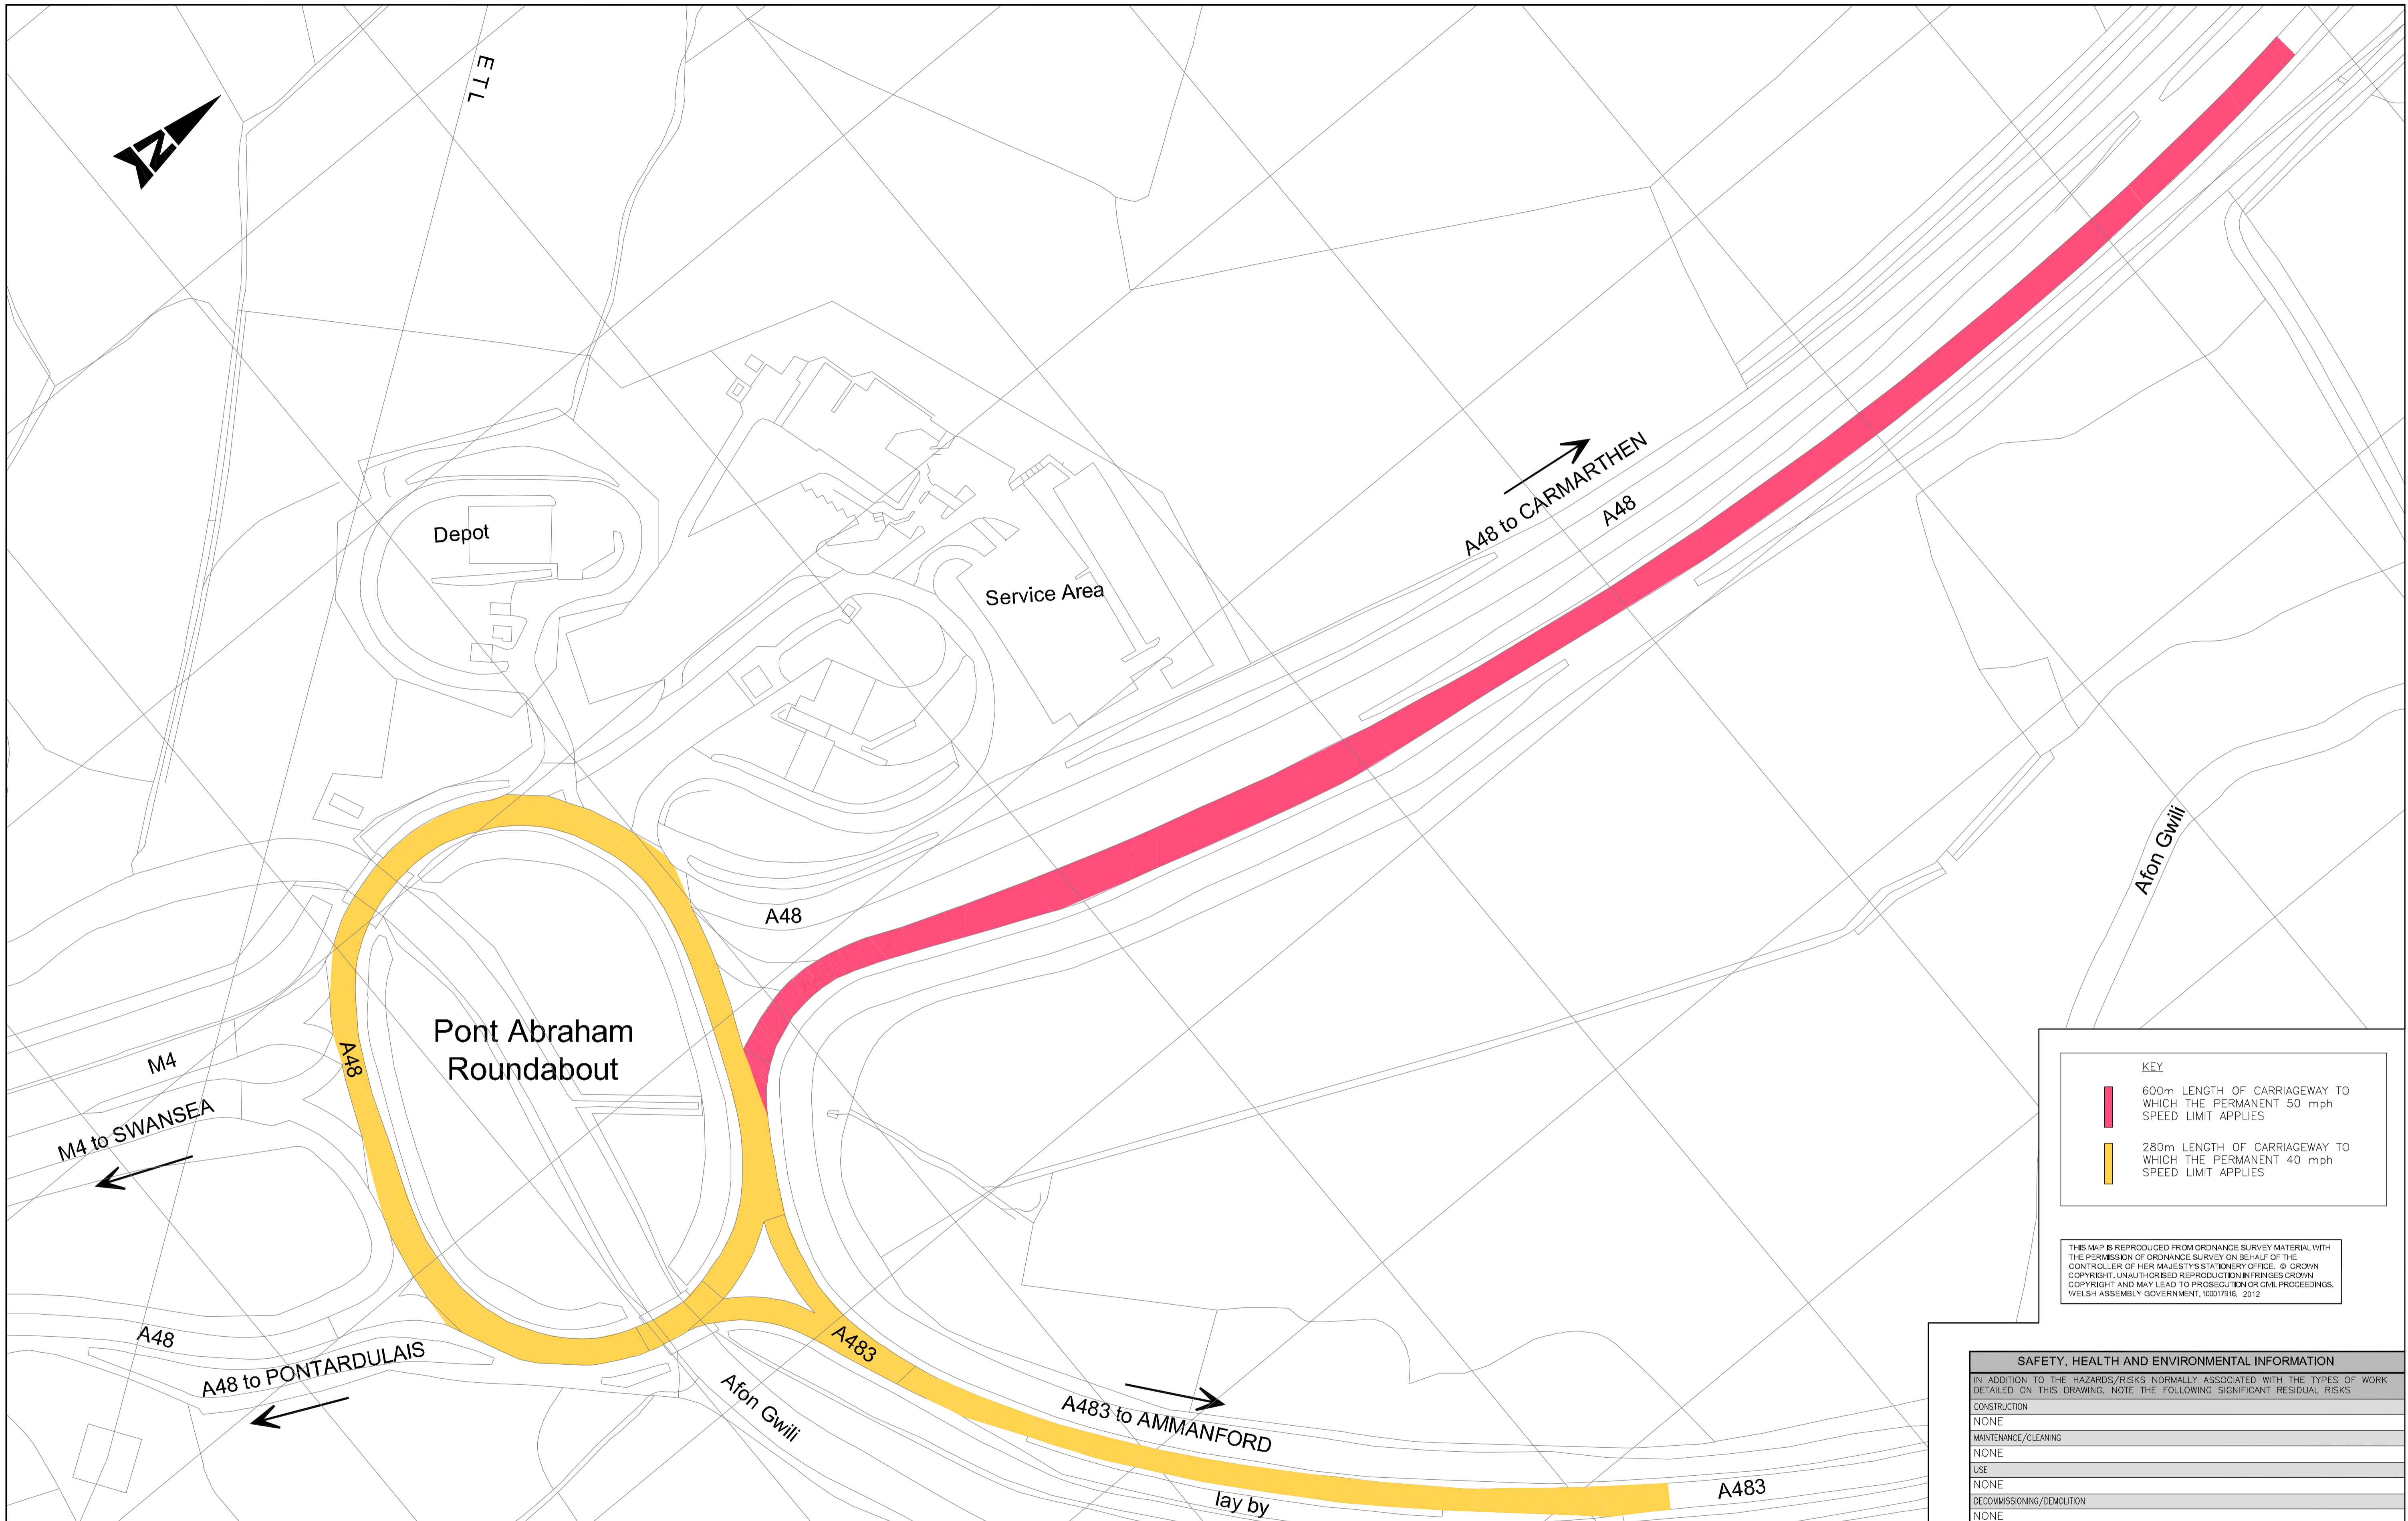 E T L
N
Depot
Service Area
A48 to CARMARTHEN
A48
A48
Pont Abraham
Roundabout
A48
M4
M4 to SWANSEA
A48
A48 to PONTARDULAIS
A483
Afon Gwili
A483 to AMMANFORD
lay by
A483
Afon Gwili
KEY
600m LENGTH OF CARRIAGEWAY TO
WHICH THE PERMANENT 50 mph
SPEED LIMIT APPLIES
280m LENGTH OF CARRIAGEWAY TO
WHICH THE PERMANENT 40 mph
SPEED LIMIT APPLIES
THIS MAP IS REPRODUCED FROM ORDNANCE SURVEY MATERIAL WITH
THE PERMISSION OF ORDNANCE SURVEY ON BEHALF OF THE
CONTROLLER OF HER MAJESTY'S STATIONERY OFFICE, © CROWN
COPYRIGHT. UNAUTHORISED REPRODUCTION INFRINGES CROWN
COPYRIGHT AND MAY LEAD TO PROSECUTION OR CIVIL PROCEEDINGS.
WELSH ASSEMBLY GOVERNMENT, 100017916, 2012
SAFETY, HEALTH AND ENVIRONMENTAL INFORMATION
IN ADDITION TO THE HAZARDS/RISKS NORMALLY ASSOCIATED WITH THE TYPES OF WORK
DETAILED ON THIS DRAWING, NOTE THE FOLLOWING SIGNIFICANT RESIDUAL RISKS
CONSTRUCTION
NONE
MAINTENANCE/CLEANING
NONE
USE
NONE
DECOMMISSIONING/DEMOLITION
NONE